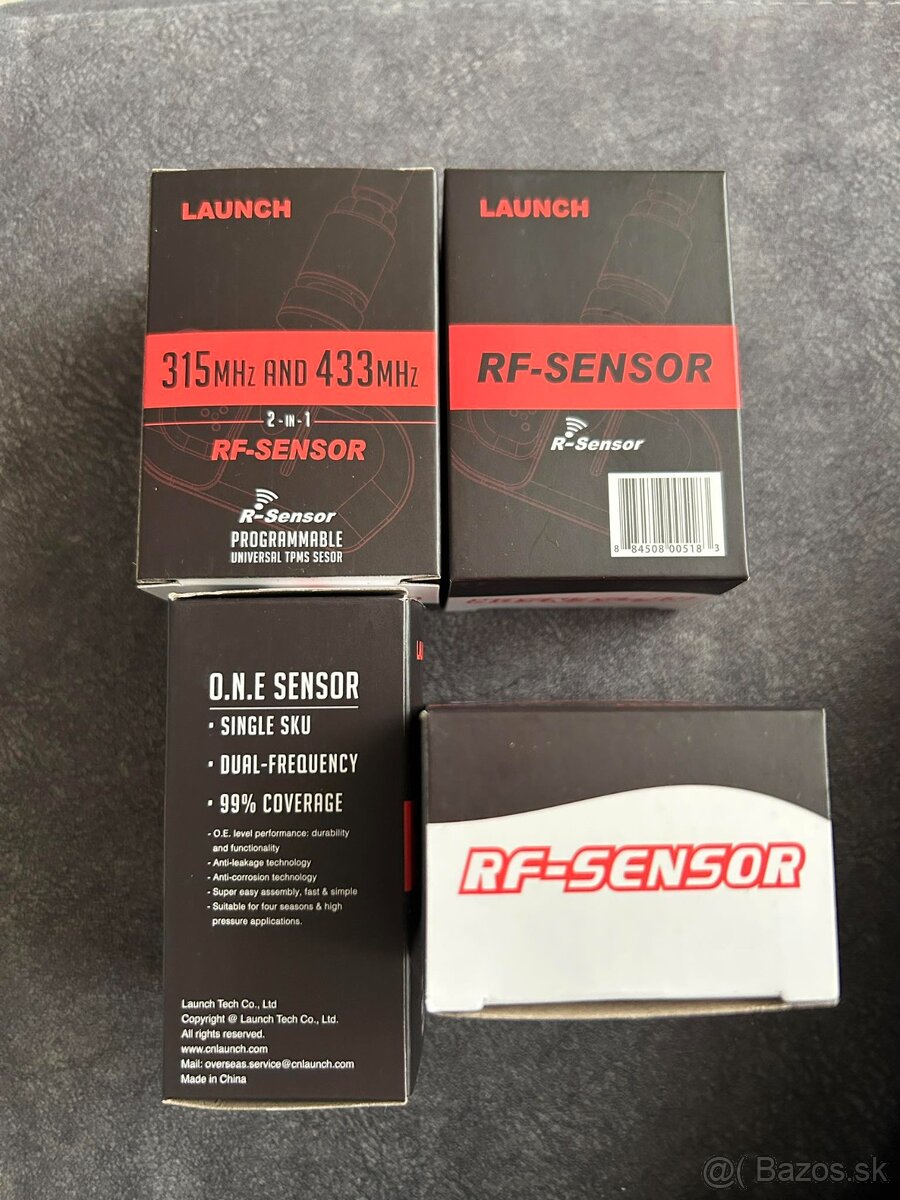 LAUNCH
315MHz AND 433MHz
2-IN-1
RF-SENSOR
R-Sensor
PROGRAMMABLE
UNIVERSAL TPMS SESOR
LAUNCH
RF-SENSOR
R-Sensor
8 84508 00518 3
O.N.E SENSOR
• SINGLE SKU
• DUAL-FREQUENCY
• 99% COVERAGE
- O.E. level performance: durability
and functionality
- Anti-leakage technology
- Anti-corrosion technology
- Super easy assembly, fast & simple
- Suitable for four seasons & high
pressure applications.
Launch Tech Co., Ltd
Copyright @ Launch Tech Co., Ltd.
All rights reserved.
www.cnlaunch.com
Mail: overseas.service@cnlaunch.com
Made in China
RF-SENSOR
@( Bazos.sk